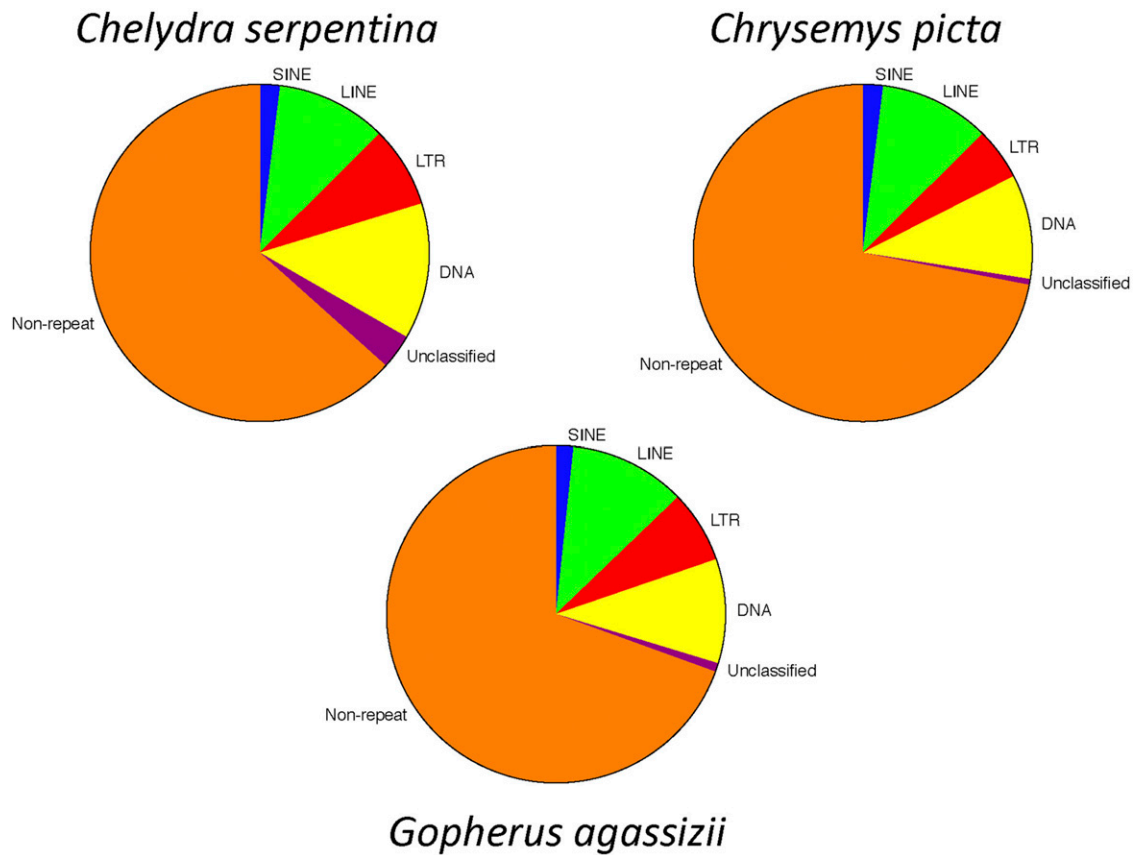 Chelydra serpentina
SINE
LINE
LTR
DNA
Unclassified
Non-repeat
Chrysemys picta
SINE
LINE
LTR
DNA
Unclassified
Non-repeat
SINE
LINE
LTR
DNA
Unclassified
Non-repeat
Gopherus agassizii